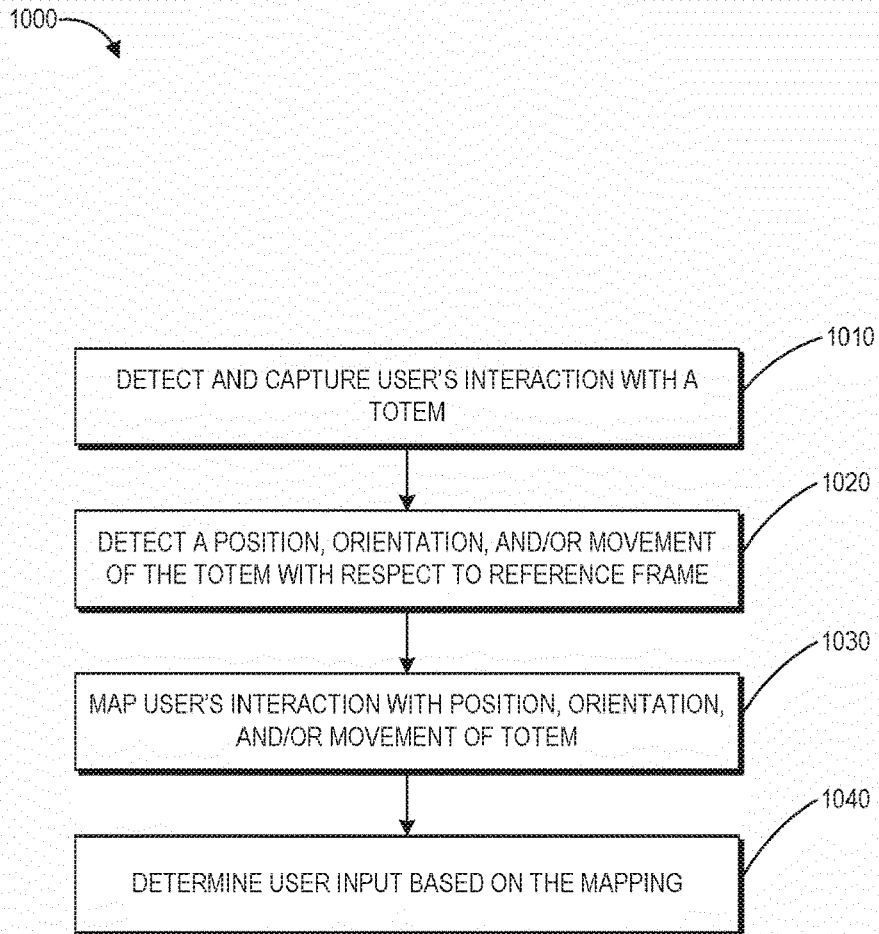 1000
1010
DETECT AND CAPTURE USER'S INTERACTION WITH A
TOTEM
1020
DETECT A POSITION, ORIENTATION, AND/OR MOVEMENT
OF THE TOTEM WITH RESPECT TO REFERENCE FRAME
1030
MAP USER'S INTERACTION WITH POSITION, ORIENTATION,
AND/OR MOVEMENT OF TOTEM
1040
DETERMINE USER INPUT BASED ON THE MAPPING